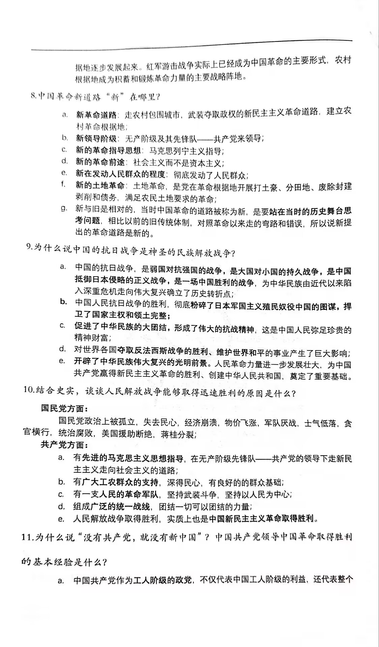 据地逐步发展起来，红军游击战争实际上已经成为中国革命的主要形式，农村
根据地成为积蓄和锻炼革命力量的主要战略阵地。
8.中国革命新道路“新”在哪里？
a. 新革命道路：走农村包围城市，武装夺取政权的新民主主义革命道路，建立农
村革命根据地；
b. 新领导阶级：无产阶级及其先锋队——共产党来领导；
c. 新的革命指导思想：马克思列宁主义指导；
d. 新的革命前途：社会主义而不是资本主义；
e. 新在发动人民群众的程度：彻底发动了人民群众；
f. 新的土地革命：土地革命，是党在革命根据地开展打土豪、分田地、废除封建
剥削和债务，满足农民土地要求的革命；
g. 新与旧是相对的，当时中国革命的道路被称为新，是要站在当时的历史舞台思
考问题，相比以前的旧传统体制，对照革命以来走的弯路和错误，所以说新提
出的革命道路是新的。
9.为什么说中国的抗日战争是神圣的民族解放战争？
a. 中国的抗日战争，是弱国对抗强国的战争，是大国对小国的持久战争，是中国
抵御日本侵略的正义战争，是一场中国胜利的战争，为中华民族由近代以来陷
入深重危机走向伟大复兴确立了历史转折点；
b. 中国人民抗日战争的胜利，彻底粉碎了日本军国主义殖民奴役中国的图谋，捍
卫了国家主权和领土完整；
c. 促进了中华民族的大团结，形成了伟大的抗战精神，这是中国人民弥足珍贵的
精神财富；
d. 对世界各国夺取反法西斯战争的胜利、维护世界和平的事业产生了巨大影响；
e. 开辟了中华民族伟大复兴的光明前景。人民革命力量进一步发展壮大，为中国
共产党赢得新民主主义革命的胜利、创建中华人民共和国，奠定了重要基础。
10.结合史实，谈谈人民解放战争能够取得迅速胜利的原因是什么？
国民党方面：
国民党政治上被孤立，失去民心，经济崩溃，物价飞涨，军队厌战，士气低落，贪
官横行，统治腐败，美国援助断绝，蒋桂分裂；
共产党方面：
a. 有先进的马克思主义思想指导，在无产阶级先锋队——共产党的领导下走新民
主主义走向社会主义的道路；
b. 有广大工农群众的支持，深得民心，有良好的的群众基础；
c. 有一支人民的革命军队，坚持武装斗争，坚持以人民为中心；
d. 组成广泛的统一战线，团结一切可以团结的力量；
e. 人民解放战争取得胜利，实质上也是中国新民主主义革命取得胜利。
11.为什么说“没有共产党，就没有新中国”？中国共产党领导中国革命取得胜利
的基本经验是什么？
a. 中国共产党作为工人阶级的政党，不仅代表中国工人阶级的利益，还代表整个